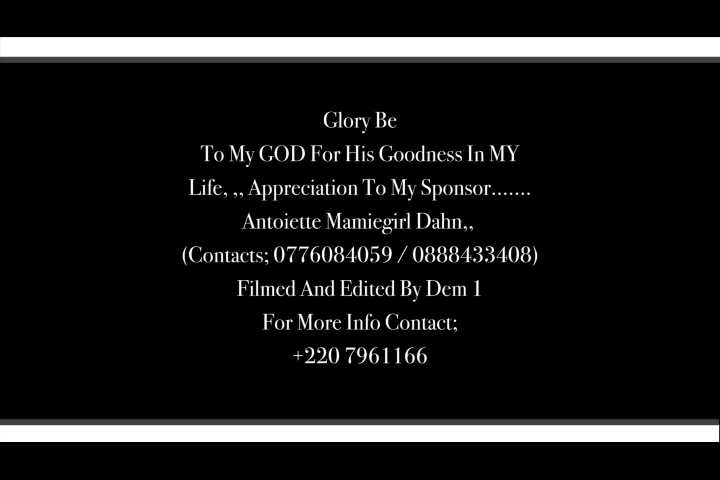 Glory Be
To My GOD For His Goodness In MY
Life, ,, Appreciation To My Sponsor.......
Antoiette Mamiegirl Dahn,,
(Contacts; 0776084059 / 0888433408)
Filmed And Edited By Dem 1
For More Info Contact;
+220 7961166